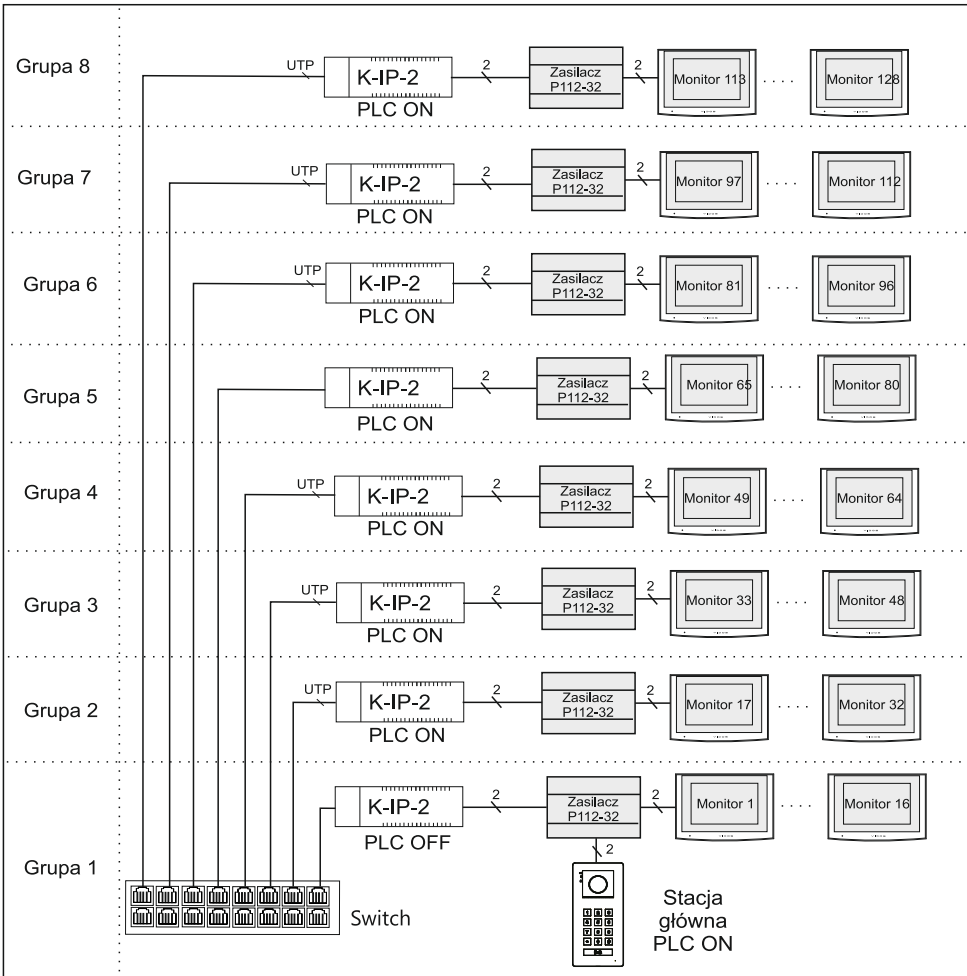 Grupa 8
UTP
K-IP-2
PLC ON
2
Zasilacz
P112-32
2
Monitor 113
. . . .
Monitor 128
Grupa 7
UTP
K-IP-2
PLC ON
2
Zasilacz
P112-32
2
Monitor 97
. . . .
Monitor 112
Grupa 6
UTP
K-IP-2
PLC ON
2
Zasilacz
P112-32
2
Monitor 81
. . . .
Monitor 96
Grupa 5
K-IP-2
PLC ON
2
Zasilacz
P112-32
2
Monitor 65
. . . .
Monitor 80
Grupa 4
UTP
K-IP-2
PLC ON
2
Zasilacz
P112-32
2
Monitor 49
. . . .
Monitor 64
Grupa 3
UTP
K-IP-2
PLC ON
2
Zasilacz
P112-32
2
Monitor 33
. . . .
Monitor 48
Grupa 2
UTP
K-IP-2
PLC ON
2
Zasilacz
P112-32
2
Monitor 17
. . . .
Monitor 32
Grupa 1
K-IP-2
PLC OFF
2
Zasilacz
P112-32
2
Monitor 1
. . . .
Monitor 16
2
Switch
Stacja
główna
PLC ON